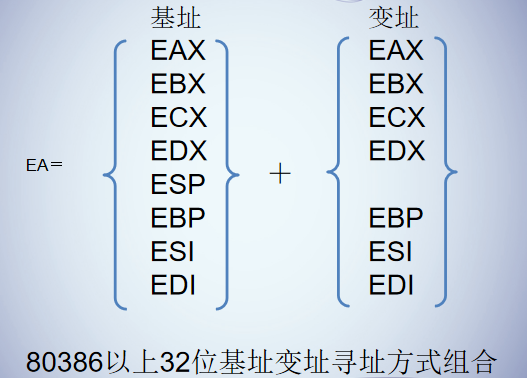 基址 变址
EAX EAX
EBX EBX
ECX ECX
EDX EDX
EA= ESP +
EBP EBP
ESI ESI
EDI EDI
80386以上32位基址变址寻址方式组合